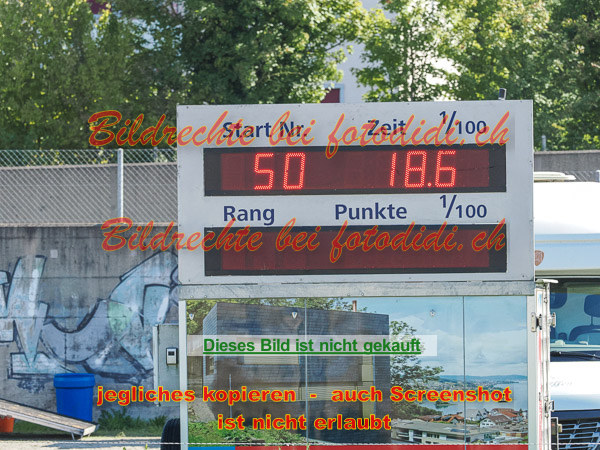 Start Nr. Zeit 1/100
Bildrechte bei fotodidi.ch
50 18.6
Rang Punkte 1/100
Bildrechte bei fotodidi.ch
Dieses Bild ist nicht gekauft
jegliches kopieren - auch Screenshot
ist nicht erlaubt